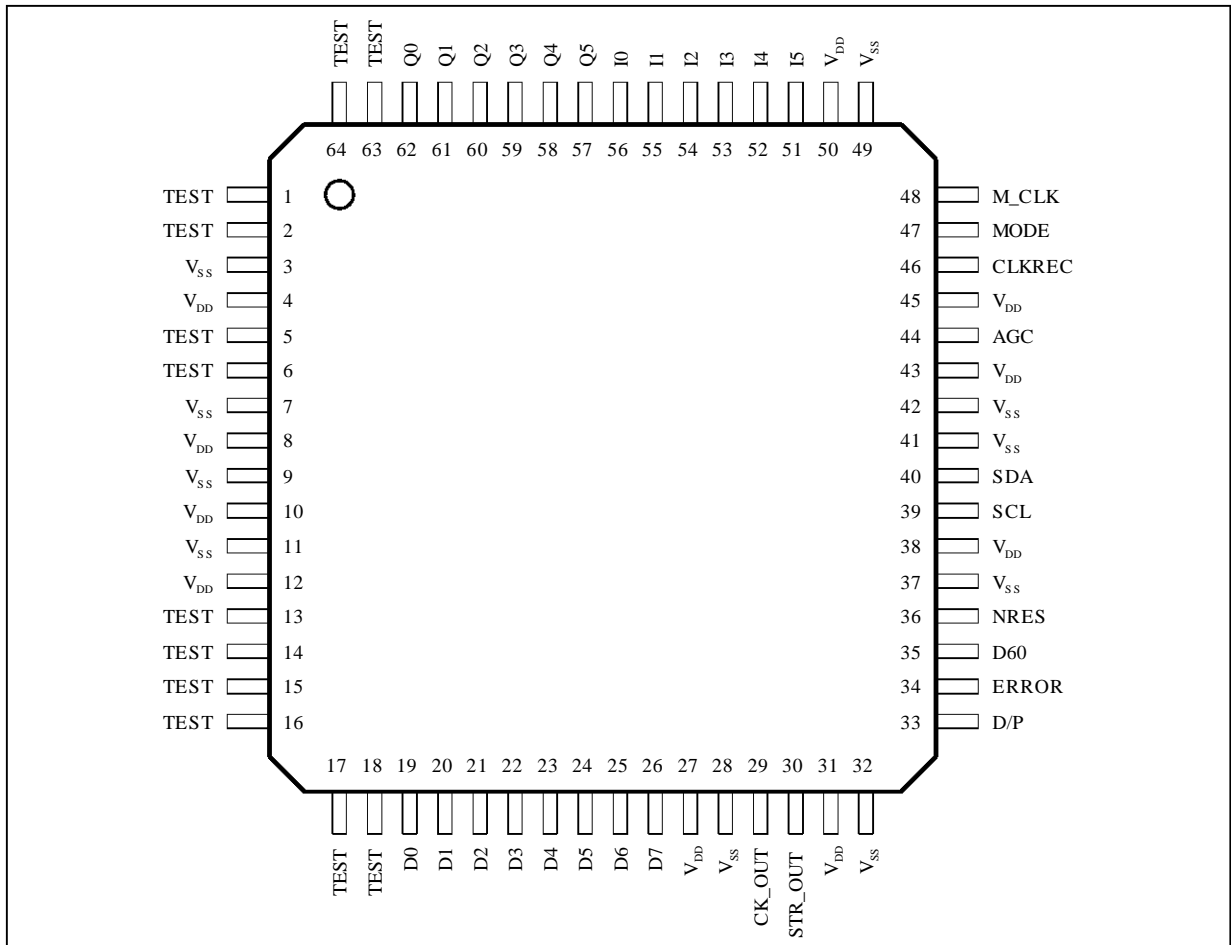 TEST TEST Q0 Q1 Q2 Q3 Q4 Q5 I0 I1 I2 I3 I4 I5 VDD VSS
64 63 62 61 60 59 58 57 56 55 54 53 52 51 50 49
TEST 1 48 M_CLK
TEST 2 47 MODE
VSS 3 46 CLKREC
VDD 4 45 VDD
TEST 5 44 AGC
TEST 6 43 VDD
VSS 7 42 VSS
VDD 8 41 VSS
VSS 9 40 SDA
VDD 10 39 SCL
VSS 11 38 VDD
VDD 12 37 VSS
TEST 13 36 NRES
TEST 14 35 D60
TEST 15 34 ERROR
TEST 16 33 D/P
17 18 19 20 21 22 23 24 25 26 27 28 29 30 31 32
TEST TEST D0 D1 D2 D3 D4 D5 D6 D7 VDD VSS CK_OUT STR_OUT VDD VSS